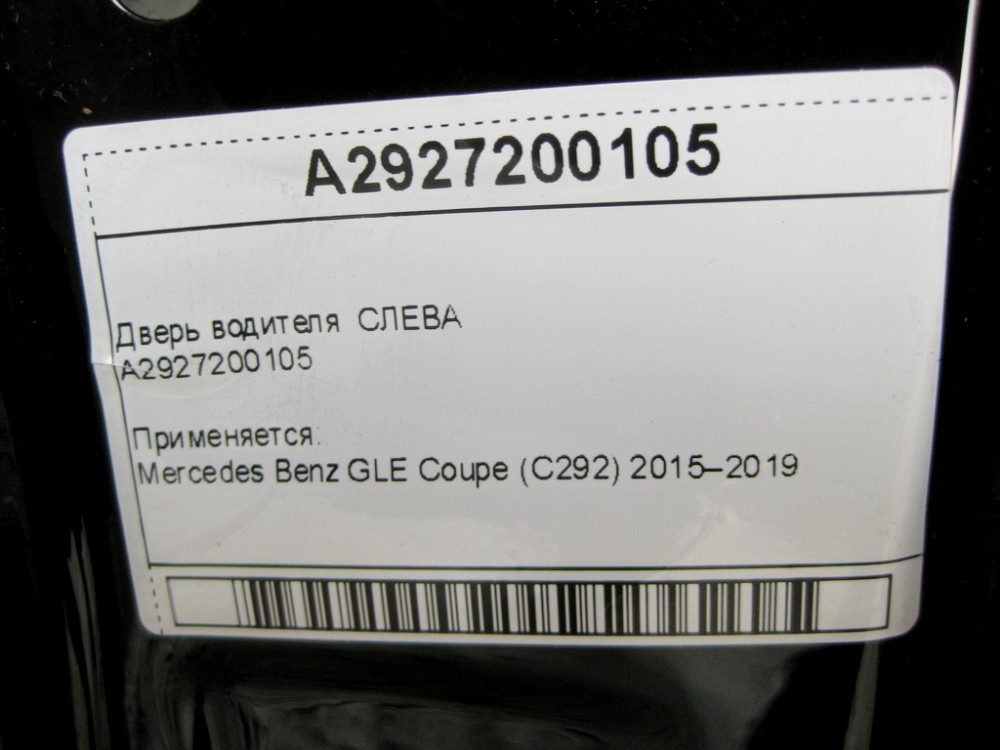 A2927200105
Дверь водителя СЛЕВА
A2927200105
Применяется:
Mercedes Benz GLE Coupe (C292) 2015–2019